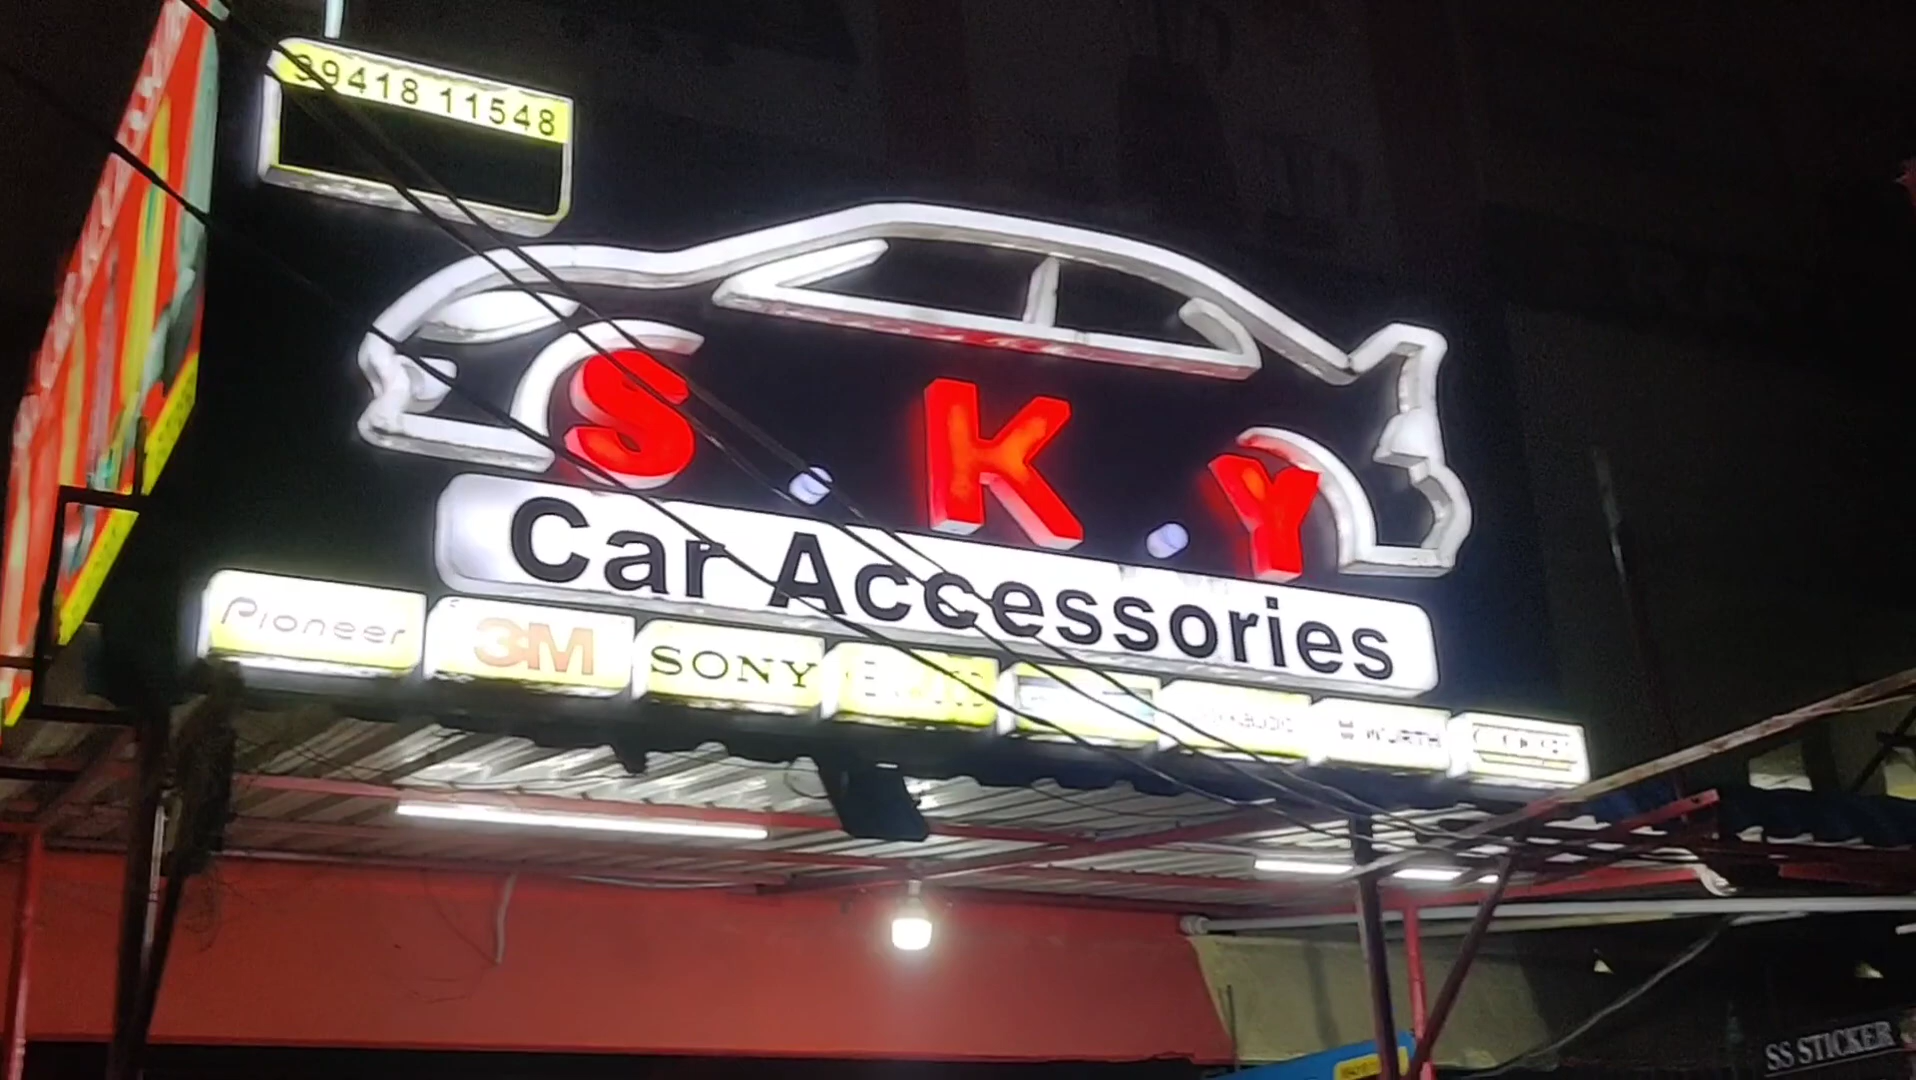 99418 11548
S.K.Y
Car Accessories
Pioneer
3M
SONY
WURTH
SS STICKER